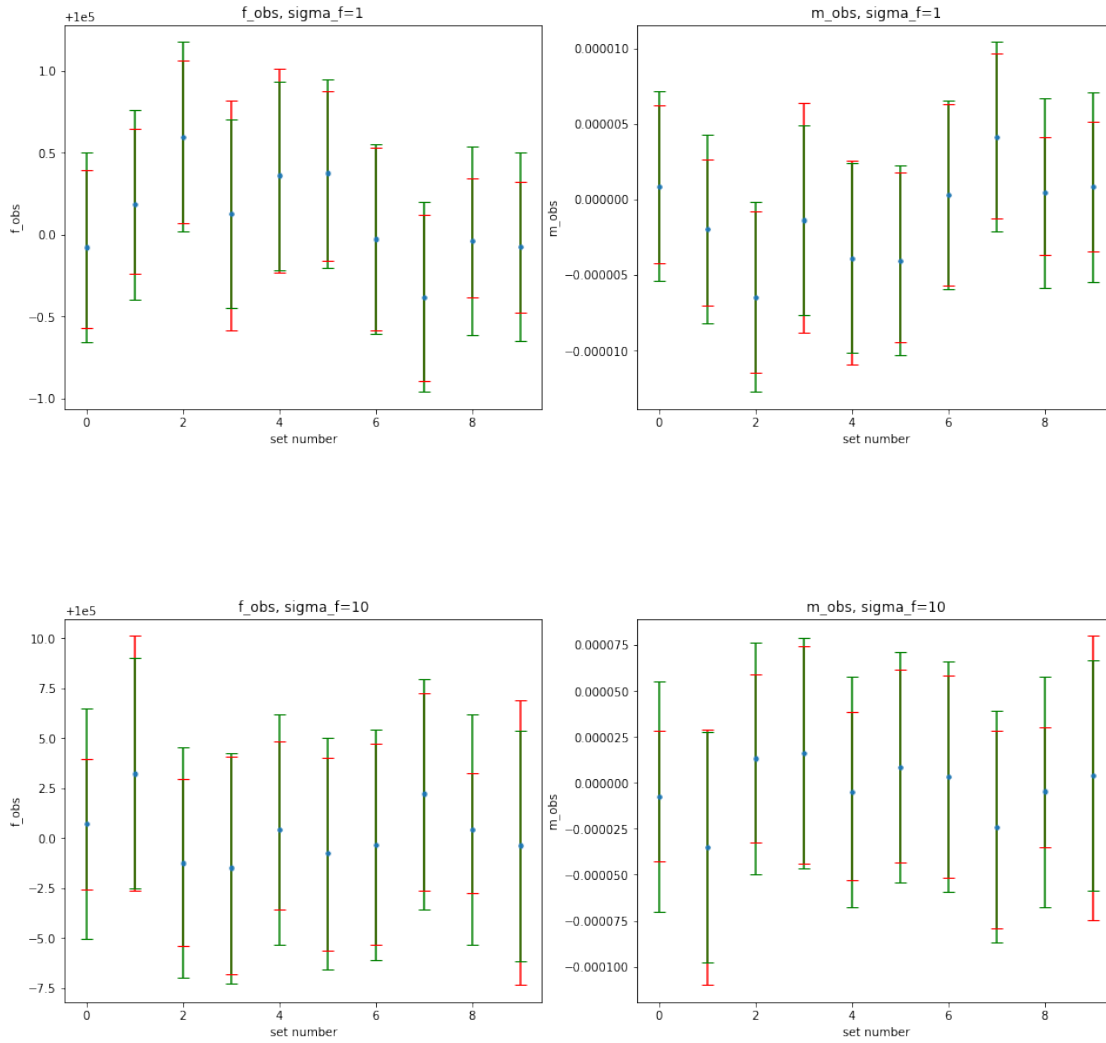 f_obs, sigma_f=1
+1e5
1.0
0.5
0.0
−0.5
−1.0
f_obs
0 2 4 6 8
set number
m_obs, sigma_f=1
0.000010
0.000005
0.000000
−0.000005
−0.000010
m_obs
0 2 4 6 8
set number
f_obs, sigma_f=10
+1e5
10.0
7.5
5.0
2.5
0.0
−2.5
−5.0
−7.5
f_obs
0 2 4 6 8
set number
m_obs, sigma_f=10
0.000075
0.000050
0.000025
0.000000
−0.000025
−0.000050
−0.000075
−0.000100
m_obs
0 2 4 6 8
set number